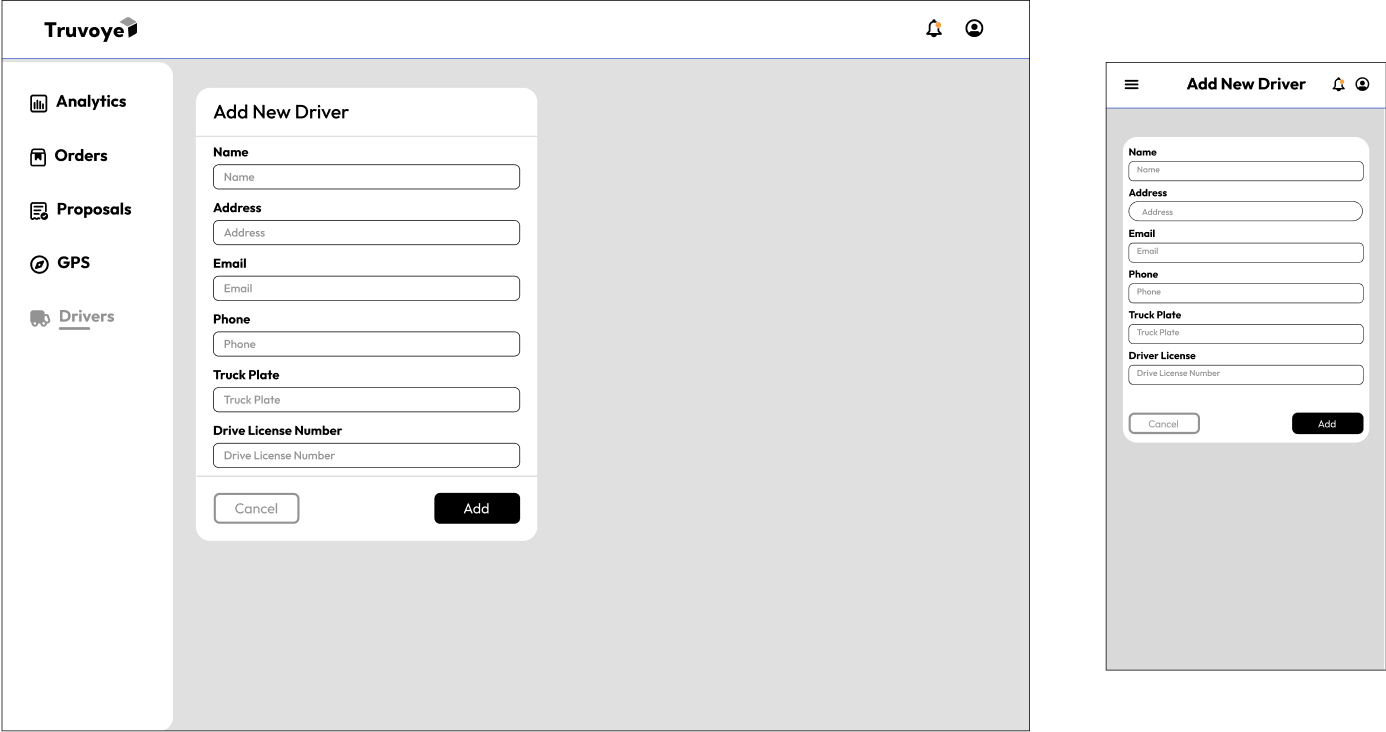 Truvoye
Analytics
Orders
Proposals
GPS
Drivers
Add New Driver
Name
Name
Address
Address
Email
Email
Phone
Phone
Truck Plate
Truck Plate
Drive License Number
Drive License Number
Cancel
Add
Add New Driver
Name
Name
Address
Address
Email
Email
Phone
Phone
Truck Plate
Truck Plate
Driver License
Drive License Number
Cancel
Add